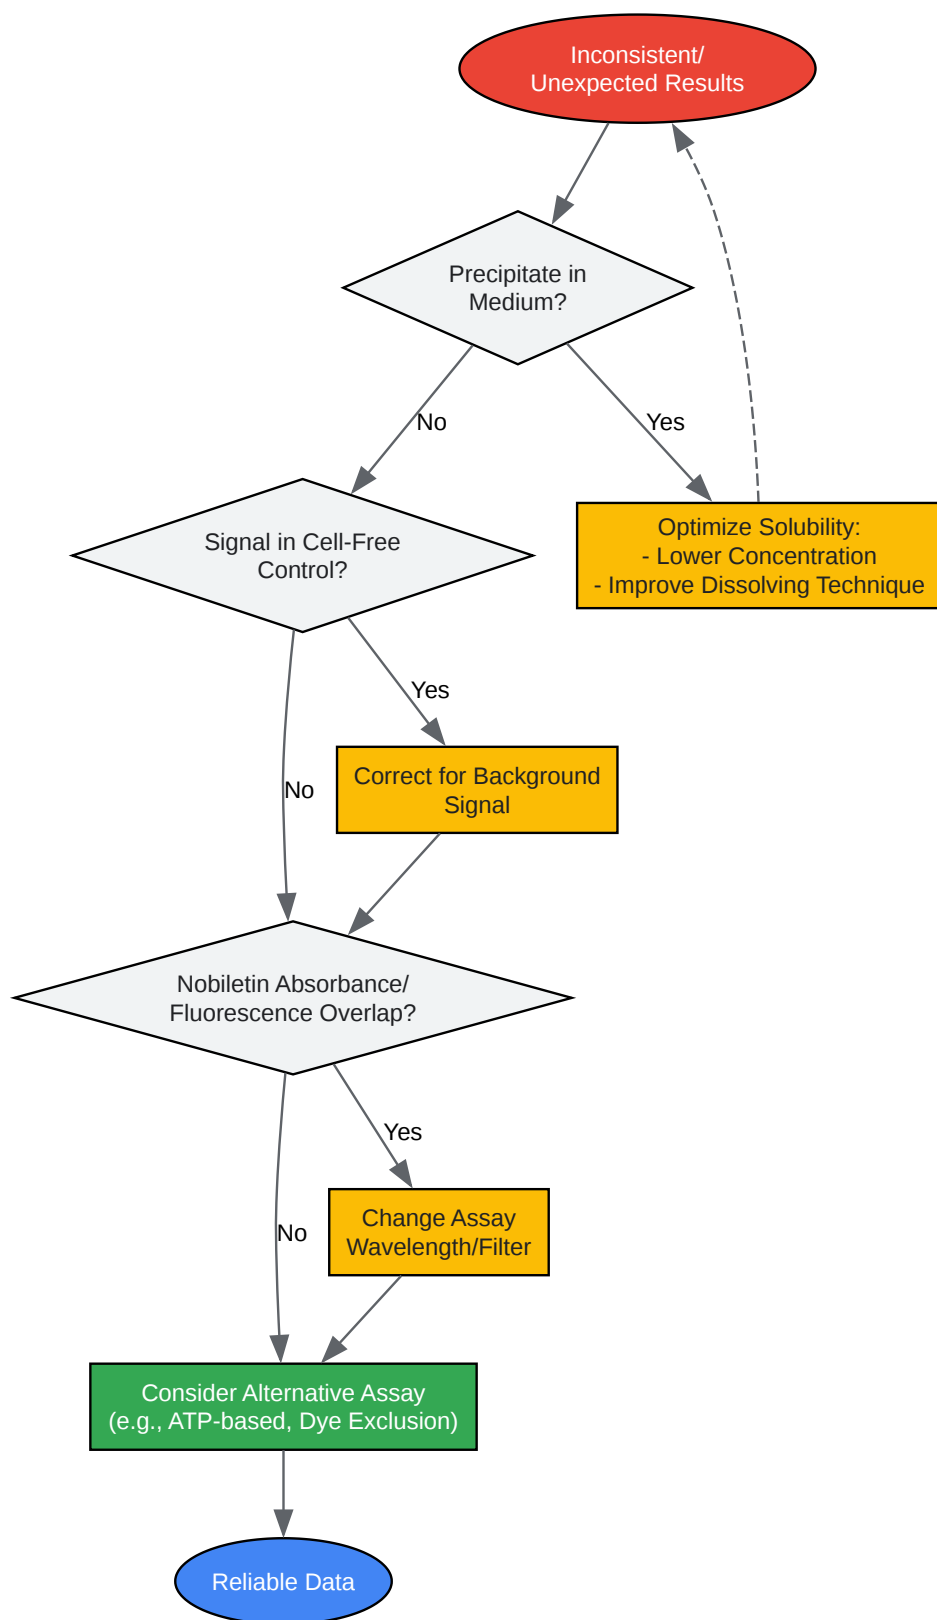 Inconsistent/
Unexpected Results
Precipitate in
Medium?
No
Yes
Signal in Cell-Free
Control?
Optimize Solubility:
- Lower Concentration
- Improve Dissolving Technique
Yes
No
Correct for Background
Signal
Nobiletin Absorbance/
Fluorescence Overlap?
Yes
No
Change Assay
Wavelength/Filter
Consider Alternative Assay
(e.g., ATP-based, Dye Exclusion)
Reliable Data